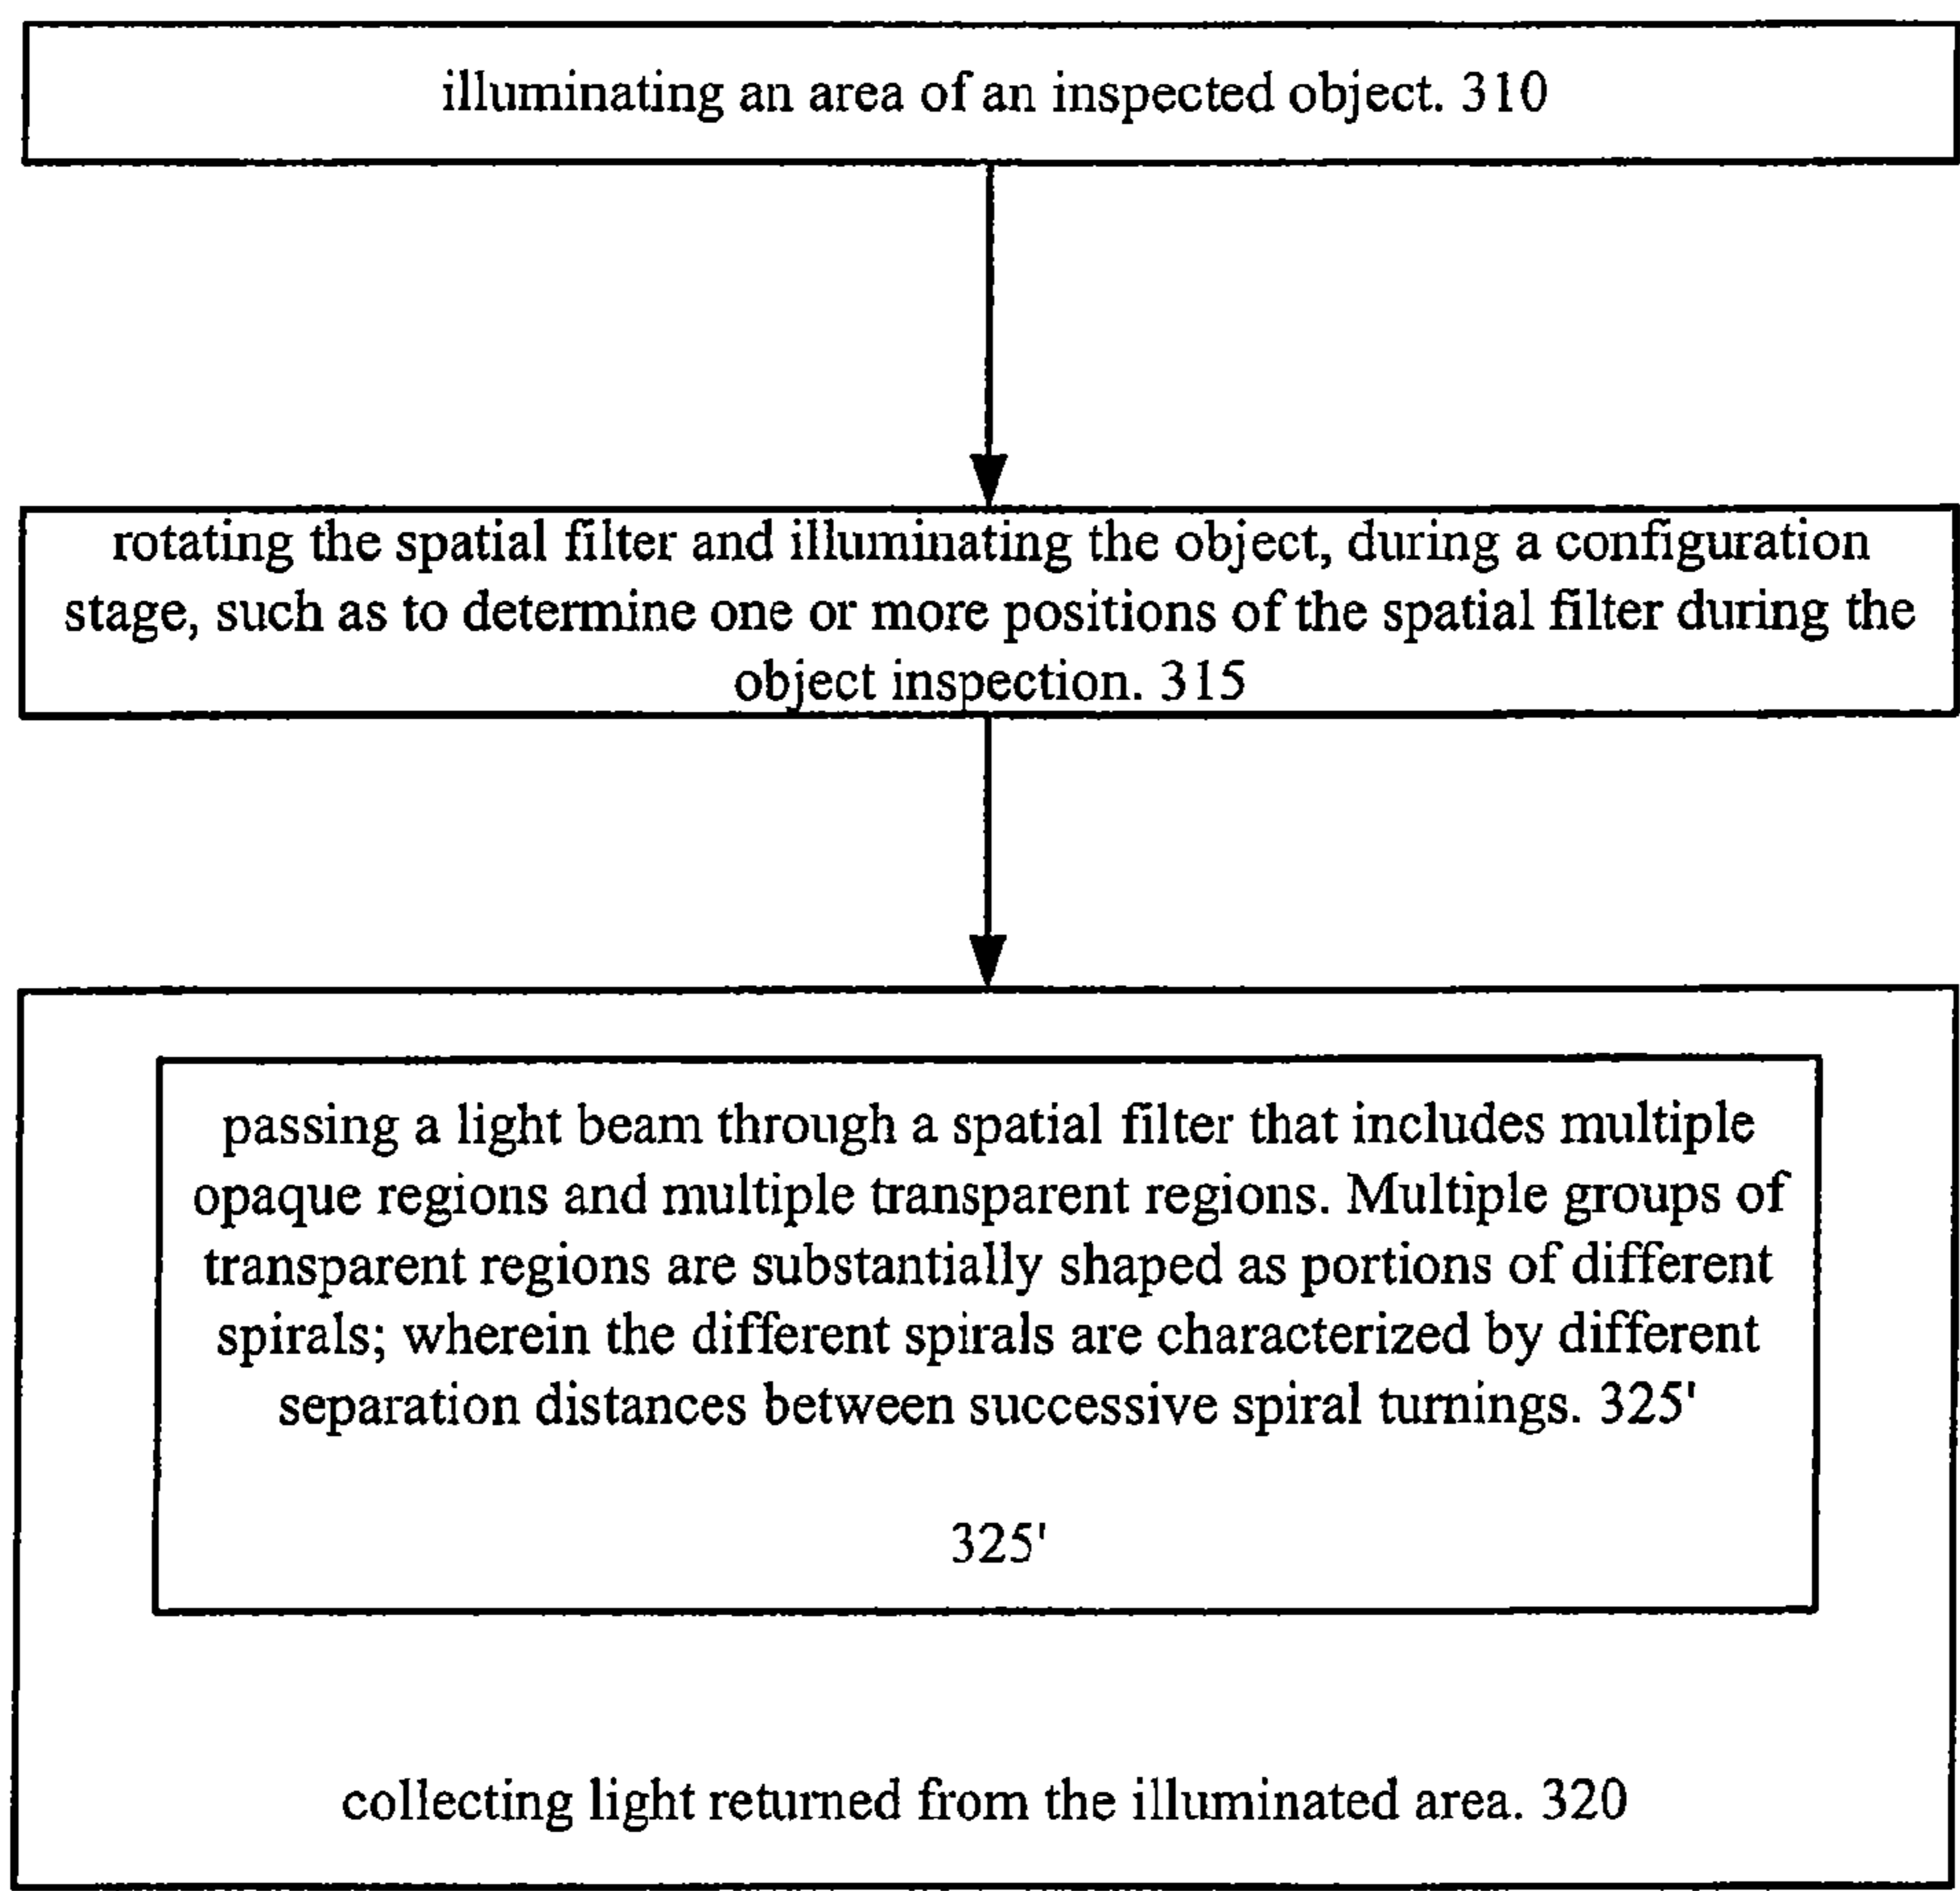 illuminating an area of an inspected object. 310
rotating the spatial filter and illuminating the object, during a configuration
stage, such as to determine one or more positions of the spatial filter during the
object inspection. 315
passing a light beam through a spatial filter that includes multiple
opaque regions and multiple transparent regions. Multiple groups of
transparent regions are substantially shaped as portions of different
spirals; wherein the different spirals are characterized by different
separation distances between successive spiral turnings. 325'
325'
collecting light returned from the illuminated area. 320